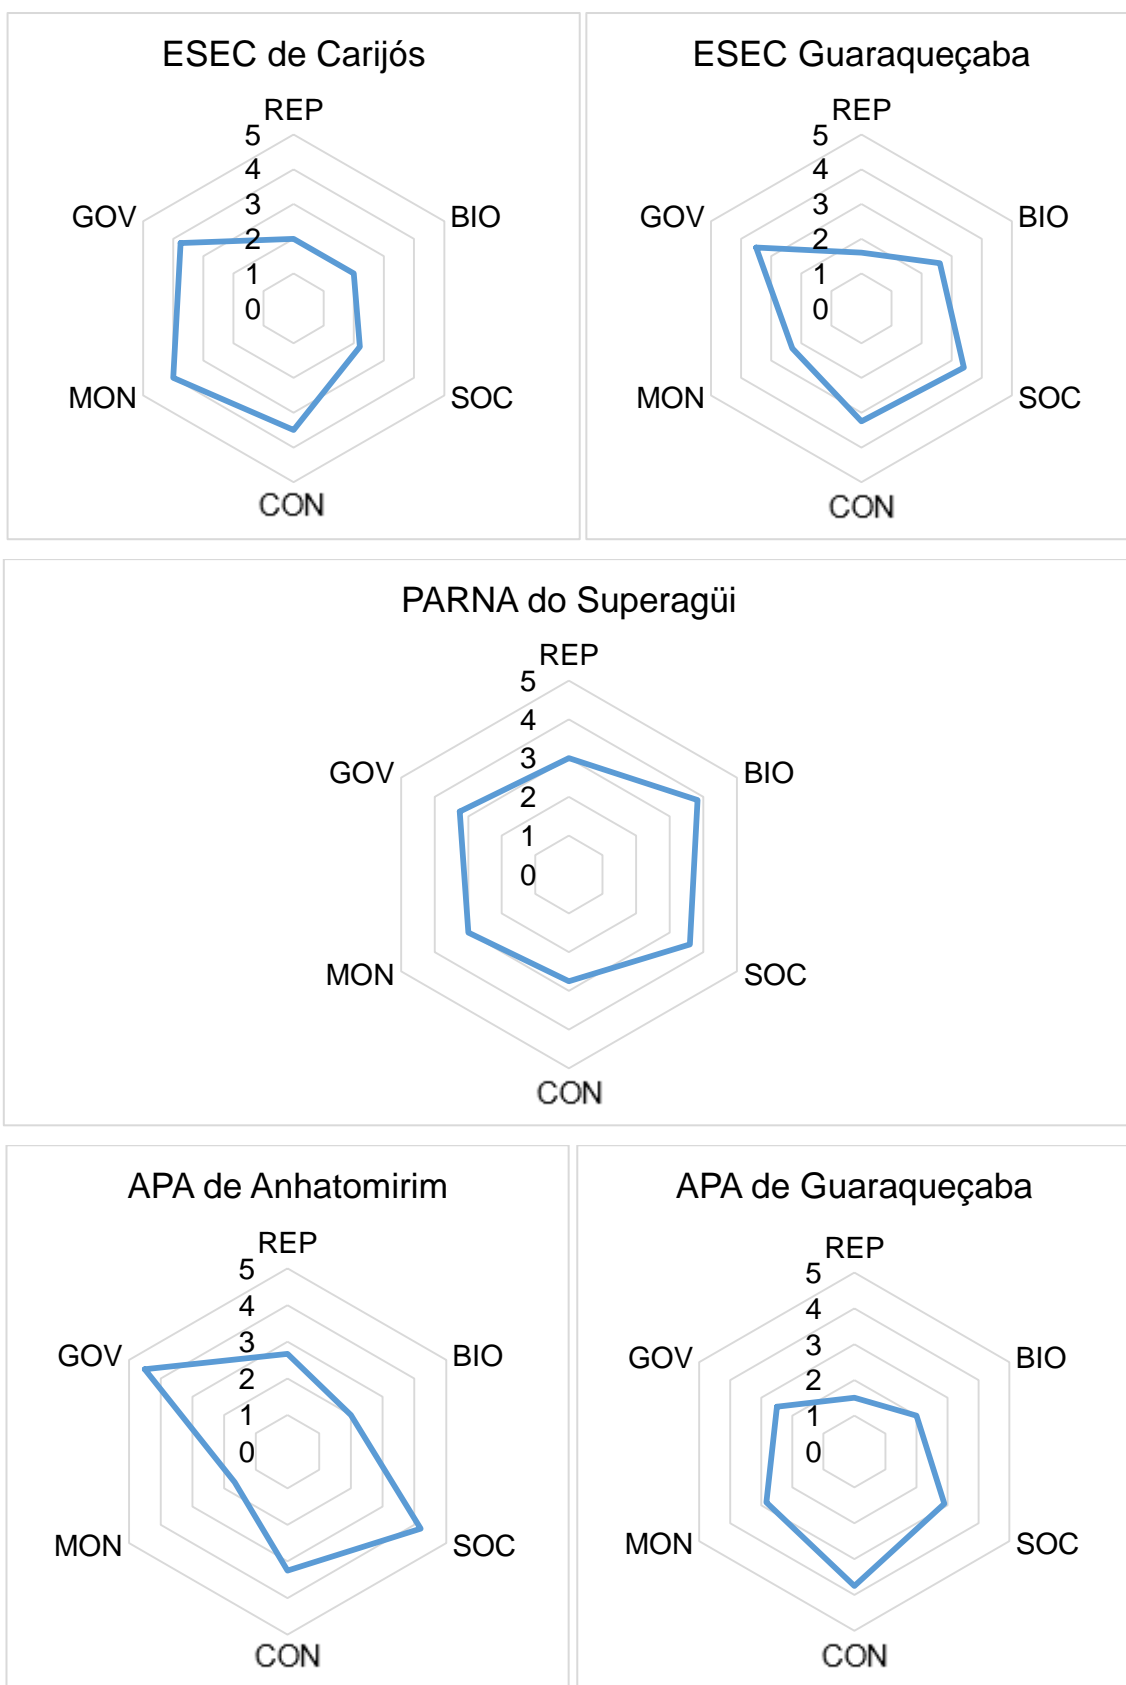 ESEC de Carijós
REP
5
4
3
2
1
0
GOV
BIO
MON
SOC
CON
ESEC Guaraqueçaba
REP
5
4
3
2
1
0
GOV
BIO
MON
SOC
CON
PARNA do Superagüi
REP
5
4
3
2
1
0
GOV
BIO
MON
SOC
CON
APA de Anhatomirim
REP
5
4
3
2
1
0
GOV
BIO
MON
SOC
CON
APA de Guaraqueçaba
REP
5
4
3
2
1
0
GOV
BIO
MON
SOC
CON